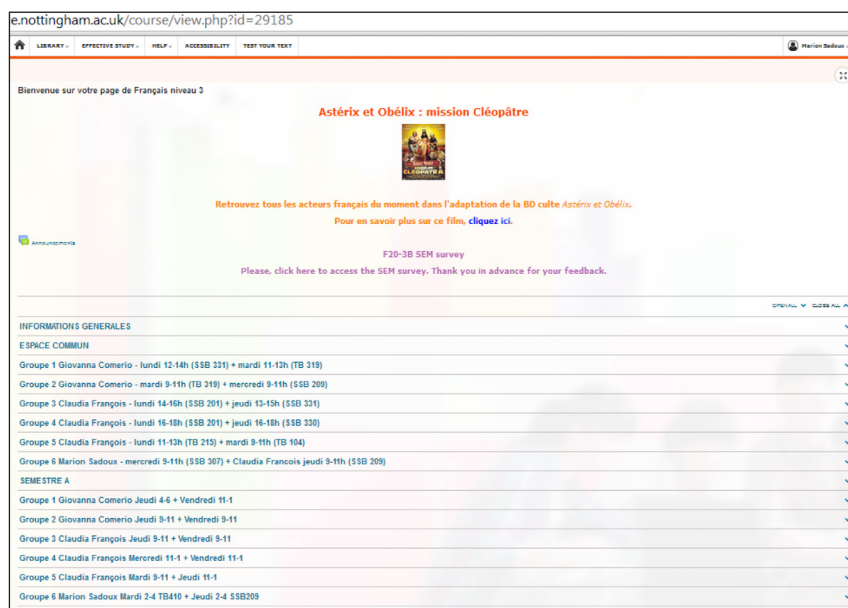 e.nottingham.ac.uk/course/view.php?id=29185
LIBRARY EFFECTIVE STUDY HELP ACCESSIBILITY TEST YOUR TEXT Marion Sadoux
Bienvenue sur votre page de Français niveau 3
Astérix et Obélix : mission Cléopâtre
CLEOPATRA
Retrouvez tous les acteurs français du moment dans l'adaptation de la BD culte Astérix et Obélix.
Pour en savoir plus sur ce film, cliquez ici.
Announcements
F20-3B SEM survey
Please, click here to access the SEM survey. Thank you in advance for your feedback.
OPEN ALL CLOSE ALL
INFORMATIONS GENERALES
ESPACE COMMUN
Groupe 1 Giovanna Comerio - lundi 12-14h (SSB 331) + mardi 11-13h (TB 319)
Groupe 2 Giovanna Comerio - mardi 9-11h (TB 319) + mercredi 9-11h (SSB 209)
Groupe 3 Claudia François - lundi 14-16h (SSB 201) + jeudi 13-15h (SSB 331)
Groupe 4 Claudia François - lundi 16-18h (SSB 201) + jeudi 16-18h (SSB 330)
Groupe 5 Claudia François - lundi 11-13h (TB 215) + mardi 9-11h (TB 104)
Groupe 6 Marion Sadoux - mercredi 9-11h (SSB 307) + Claudia Francois jeudi 9-11h (SSB 209)
SEMESTRE A
Groupe 1 Giovanna Comerio Jeudi 4-6 + Vendredi 11-1
Groupe 2 Giovanna Comerio Jeudi 9-11 + Vendredi 9-11
Groupe 3 Claudia François Jeudi 9-11 + Vendredi 9-11
Groupe 4 Claudia François Mercredi 11-1 + Vendredi 11-1
Groupe 5 Claudia François Mardi 9-11 + Jeudi 11-1
Groupe 6 Marion Sadoux Mardi 2-4 TB410 + Jeudi 2-4 SSB209